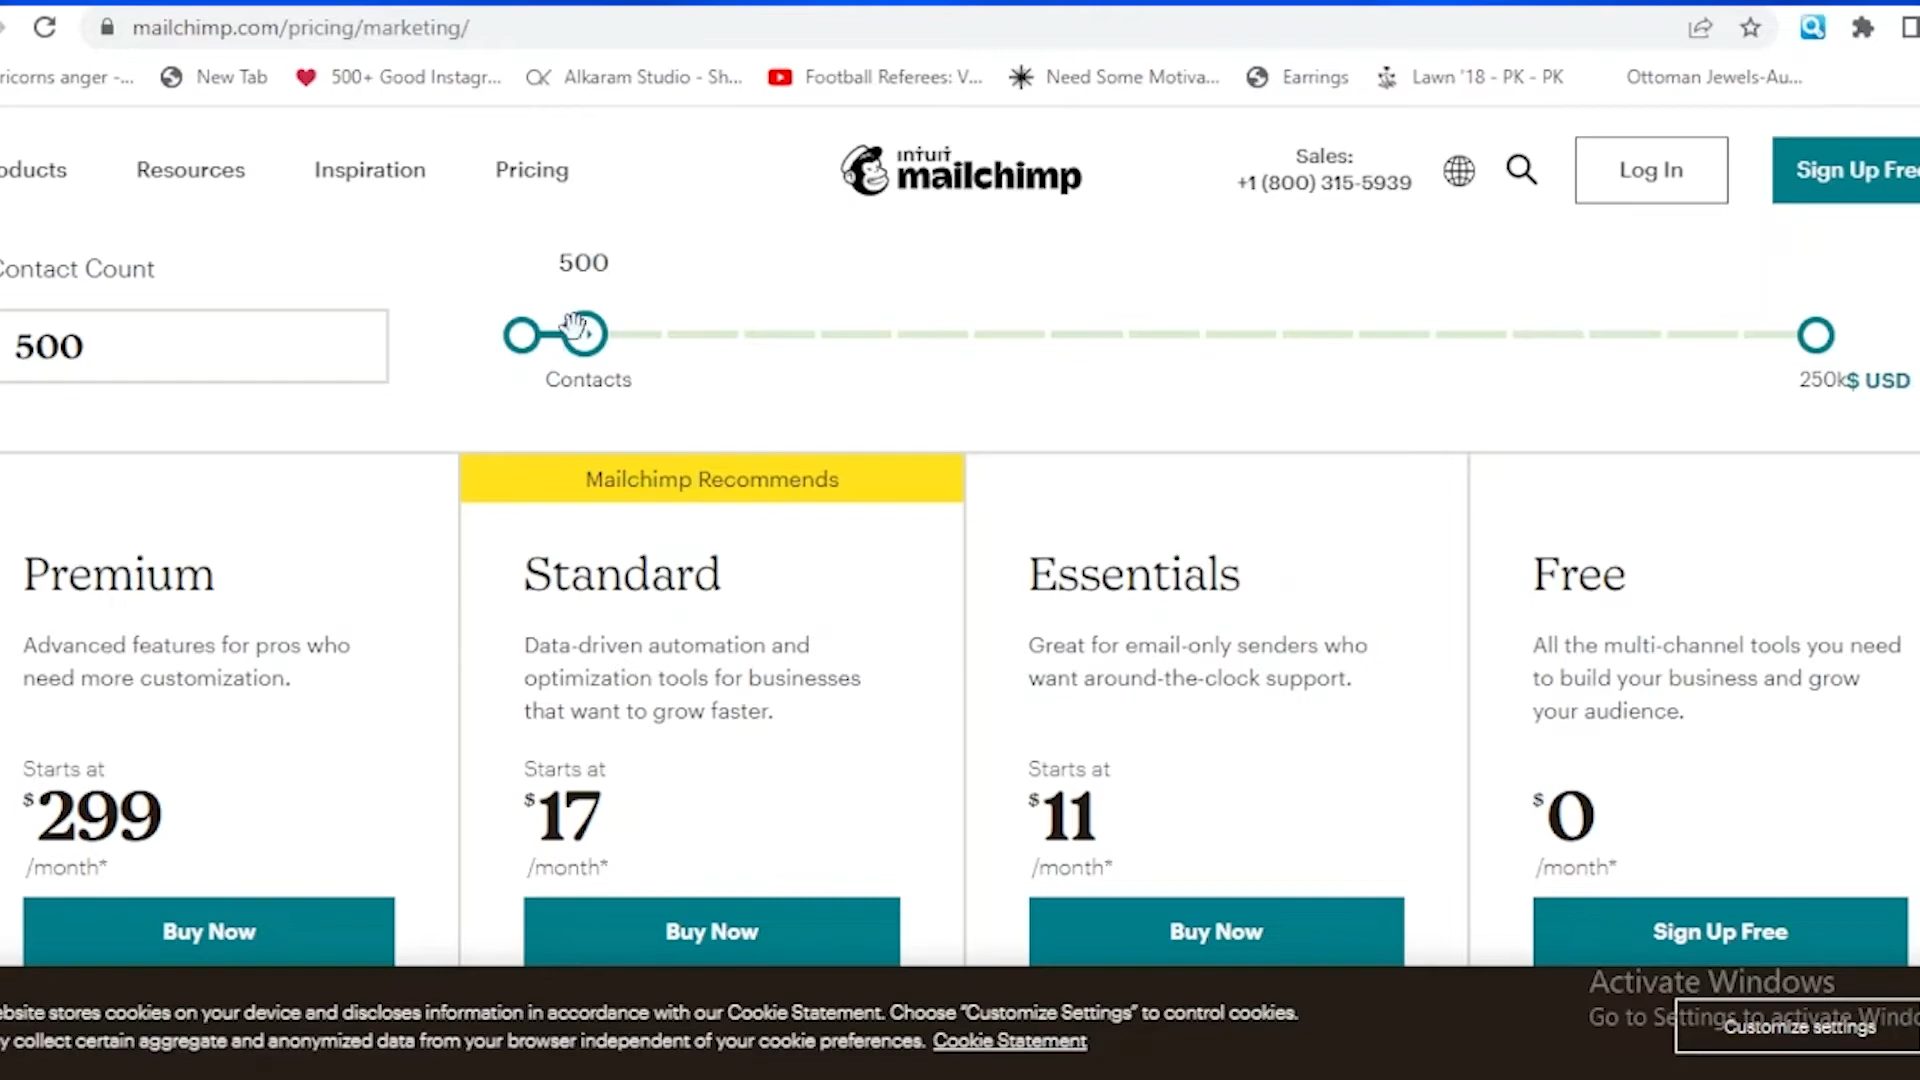 mailchimp.com/pricing/marketing/
ricorns anger -...
New Tab
500+ Good Instagr...
Alkaram Studio - Sh...
Football Referees: V...
Need Some Motiva...
Earrings
Lawn '18 - PK - PK
Ottoman Jewels-Au...
oducts
Resources
Inspiration
Pricing
INTUIT
mailchimp
Sales:
+1 (800) 315-5939
Log In
Sign Up Free
Contact Count
500
500
Contacts
250k
$ USD
Mailchimp Recommends
Premium
Advanced features for pros who
need more customization.
Starts at
$299
/month*
Buy Now
Standard
Data-driven automation and
optimization tools for businesses
that want to grow faster.
Starts at
$17
/month*
Buy Now
Essentials
Great for email-only senders who
want around-the-clock support.
Starts at
$11
/month*
Buy Now
Free
All the multi-channel tools you need
to build your business and grow
your audience.
$0
/month*
Sign Up Free
ebsite stores cookies on your device and discloses information in accordance with our Cookie Statement. Choose "Customize Settings" to control cookies.
y collect certain aggregate and anonymized data from your browser independent of your cookie preferences. Cookie Statement
Activate Windows
Go to Settings to activate Windo
Customize settings